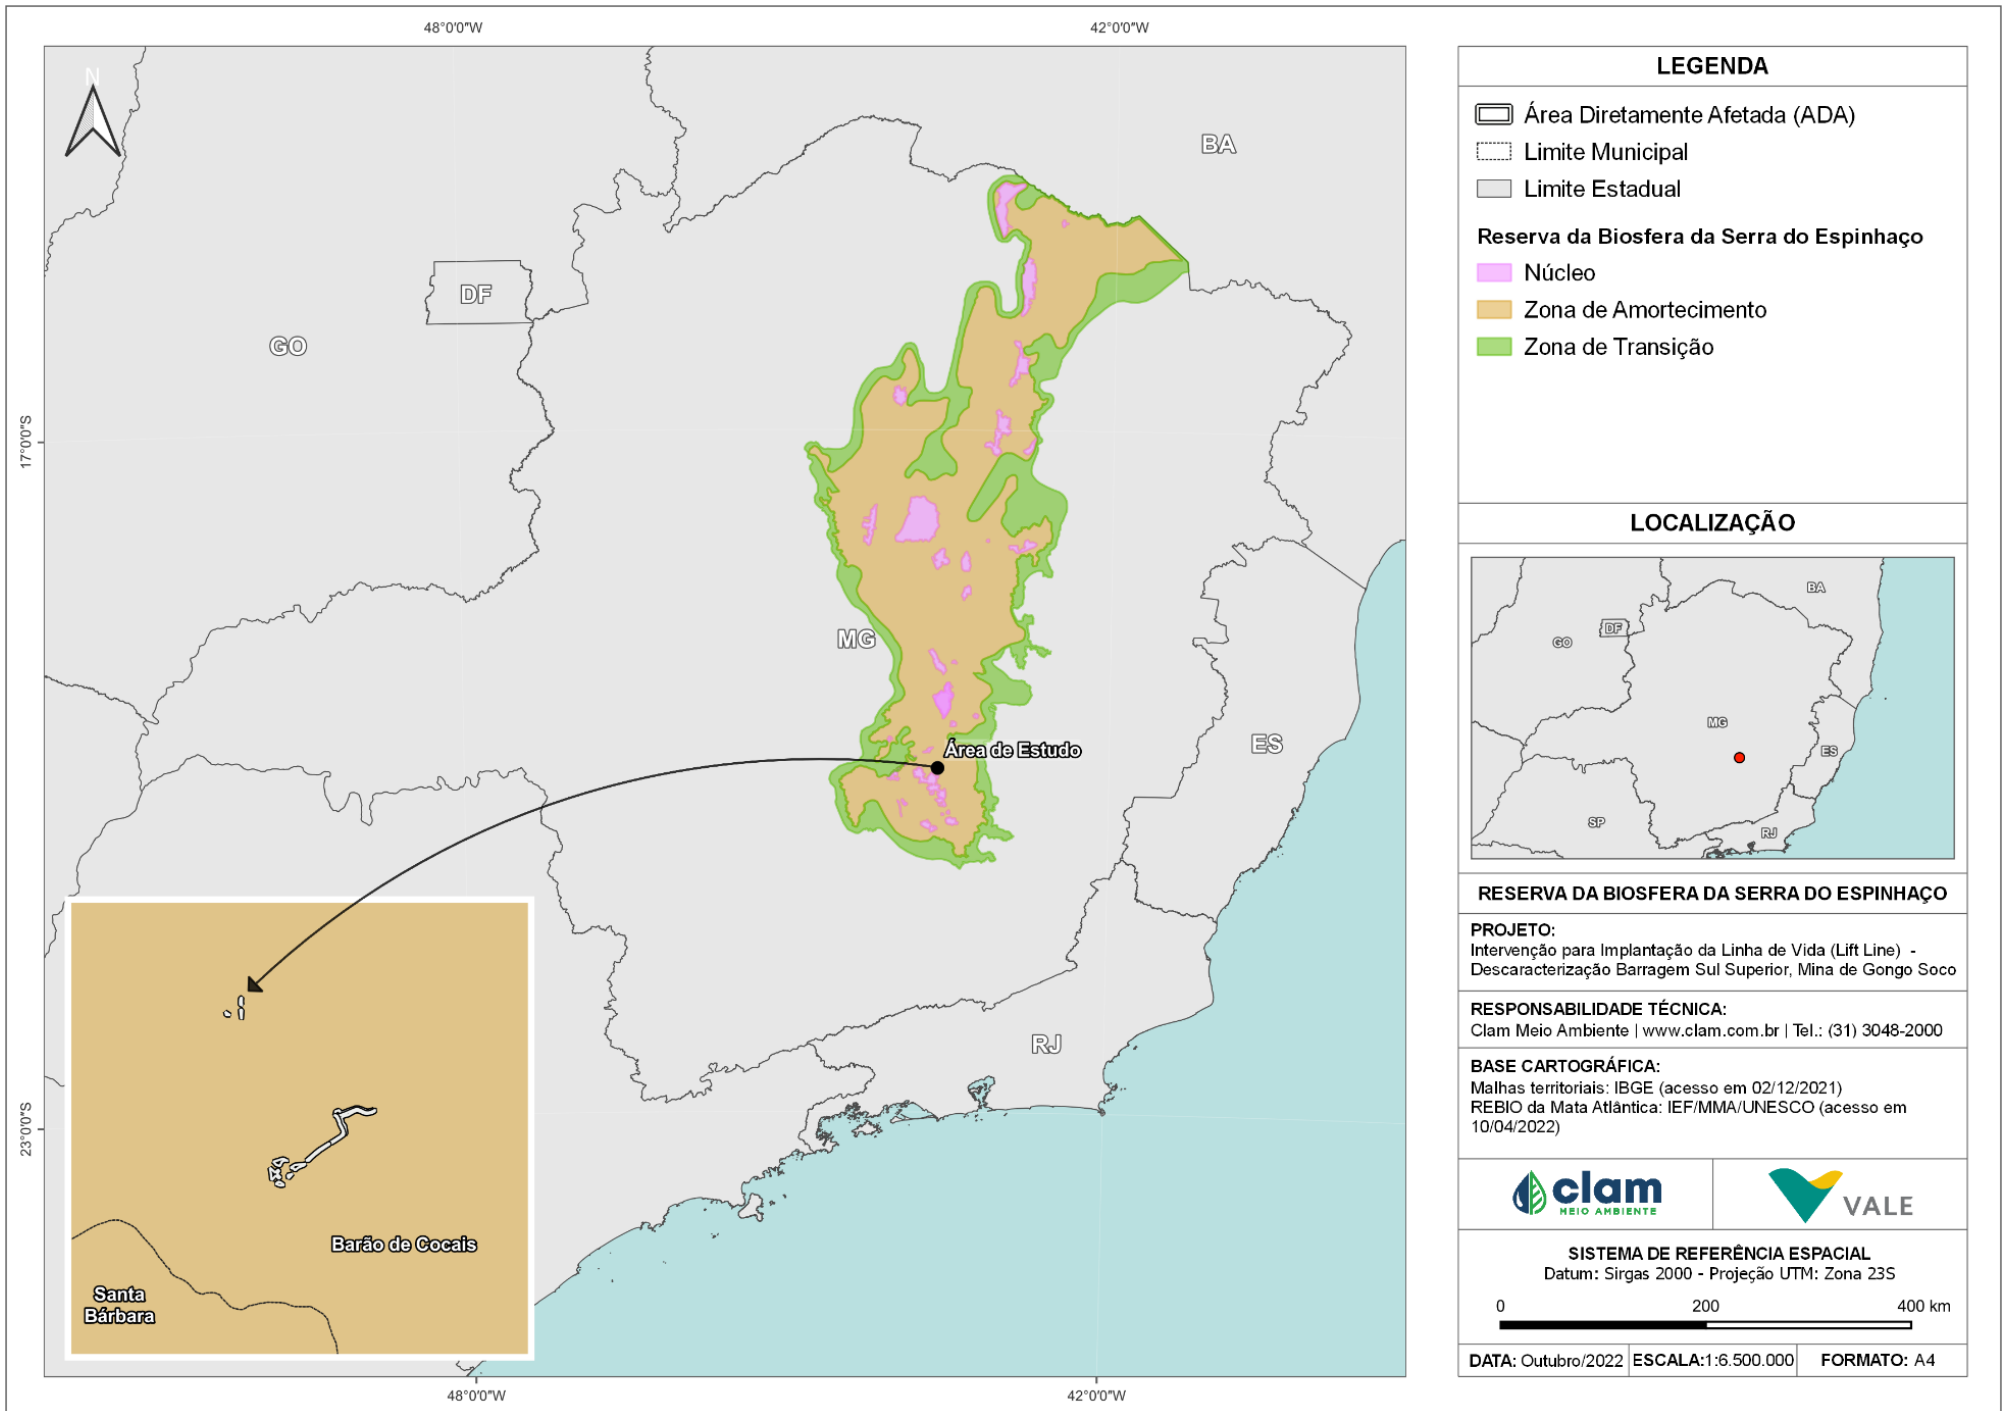 48°0'0"W
42°0'0"W
N
BA
DF
GO
17°0'0"S
MG
Área de Estudo
ES
RJ
23°0'0"S
Barão de Cocais
Santa
Bárbara
48°0'0"W
42°0'0"W
LEGENDA
Área Diretamente Afetada (ADA)
Limite Municipal
Limite Estadual
Reserva da Biosfera da Serra do Espinhaço
Núcleo
Zona de Amortecimento
Zona de Transição
LOCALIZAÇÃO
BA
DF
GO
MG
ES
SP
RJ
RESERVA DA BIOSFERA DA SERRA DO ESPINHAÇO
PROJETO:
Intervenção para Implantação da Linha de Vida (Lift Line) -
Descaracterização Barragem Sul Superior, Mina de Gongo Soco
RESPONSABILIDADE TÉCNICA:
Clam Meio Ambiente | www.clam.com.br | Tel.: (31) 3048-2000
BASE CARTOGRÁFICA:
Malhas territoriais: IBGE (acesso em 02/12/2021)
REBIO da Mata Atlântica: IEF/MMA/UNESCO (acesso em
10/04/2022)
clam
MEIO AMBIENTE
VALE
SISTEMA DE REFERÊNCIA ESPACIAL
Datum: Sirgas 2000 - Projeção UTM: Zona 23S
0 200 400 km
DATA: Outubro/2022 ESCALA:1:6.500.000 FORMATO: A4